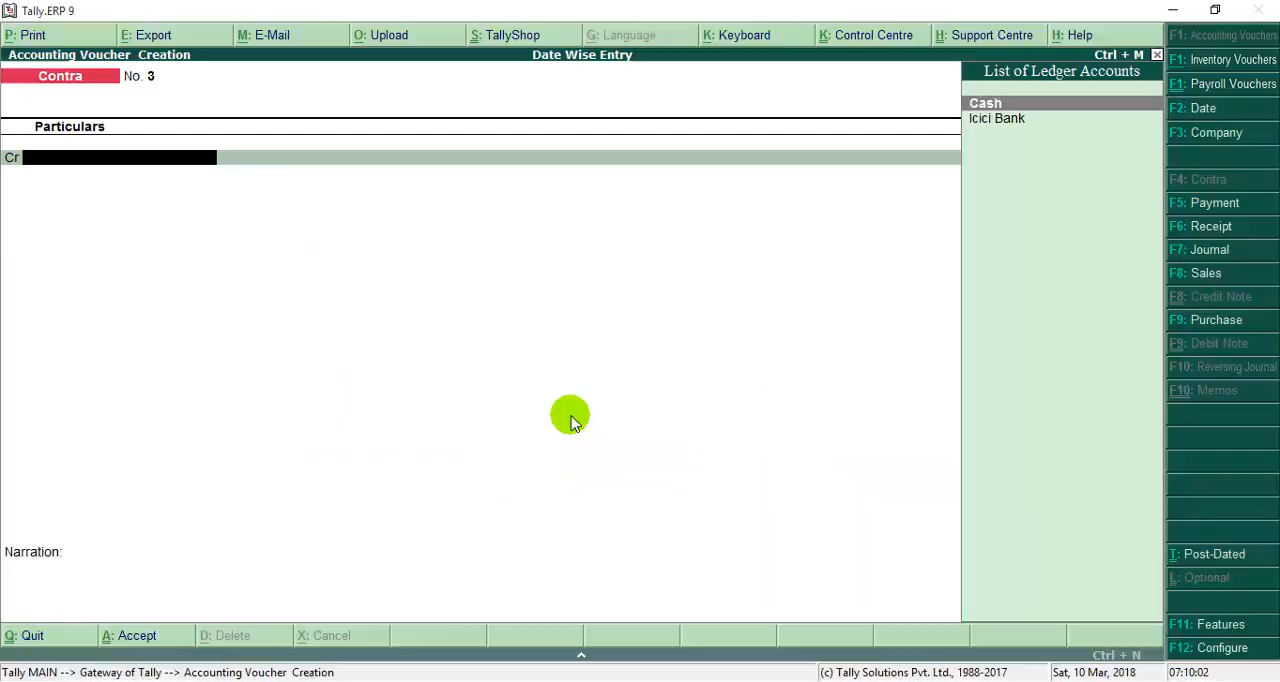 Tally.ERP 9
P: Print E: Export M: E-Mail O: Upload S: TallyShop G: Language K: Keyboard K: Control Centre H: Support Centre H: Help
Accounting Voucher Creation Date Wise Entry Ctrl + M
Contra No. 3
Particulars
Cr
Narration:
List of Ledger Accounts
Cash
Icici Bank
F1: Accounting Vouchers
F1: Inventory Vouchers
F1: Payroll Vouchers
F2: Date
F3: Company
F4: Contra
F5: Payment
F6: Receipt
F7: Journal
F8: Sales
F8: Credit Note
F9: Purchase
F9: Debit Note
F10: Reversing Journal
F10: Memos
T: Post-Dated
L: Optional
F11: Features
F12: Configure
Q: Quit A: Accept D: Delete X: Cancel
Ctrl + N
Tally MAIN --> Gateway of Tally --> Accounting Voucher Creation (c) Tally Solutions Pvt. Ltd., 1988-2017 Sat, 10 Mar, 2018 07:10:02